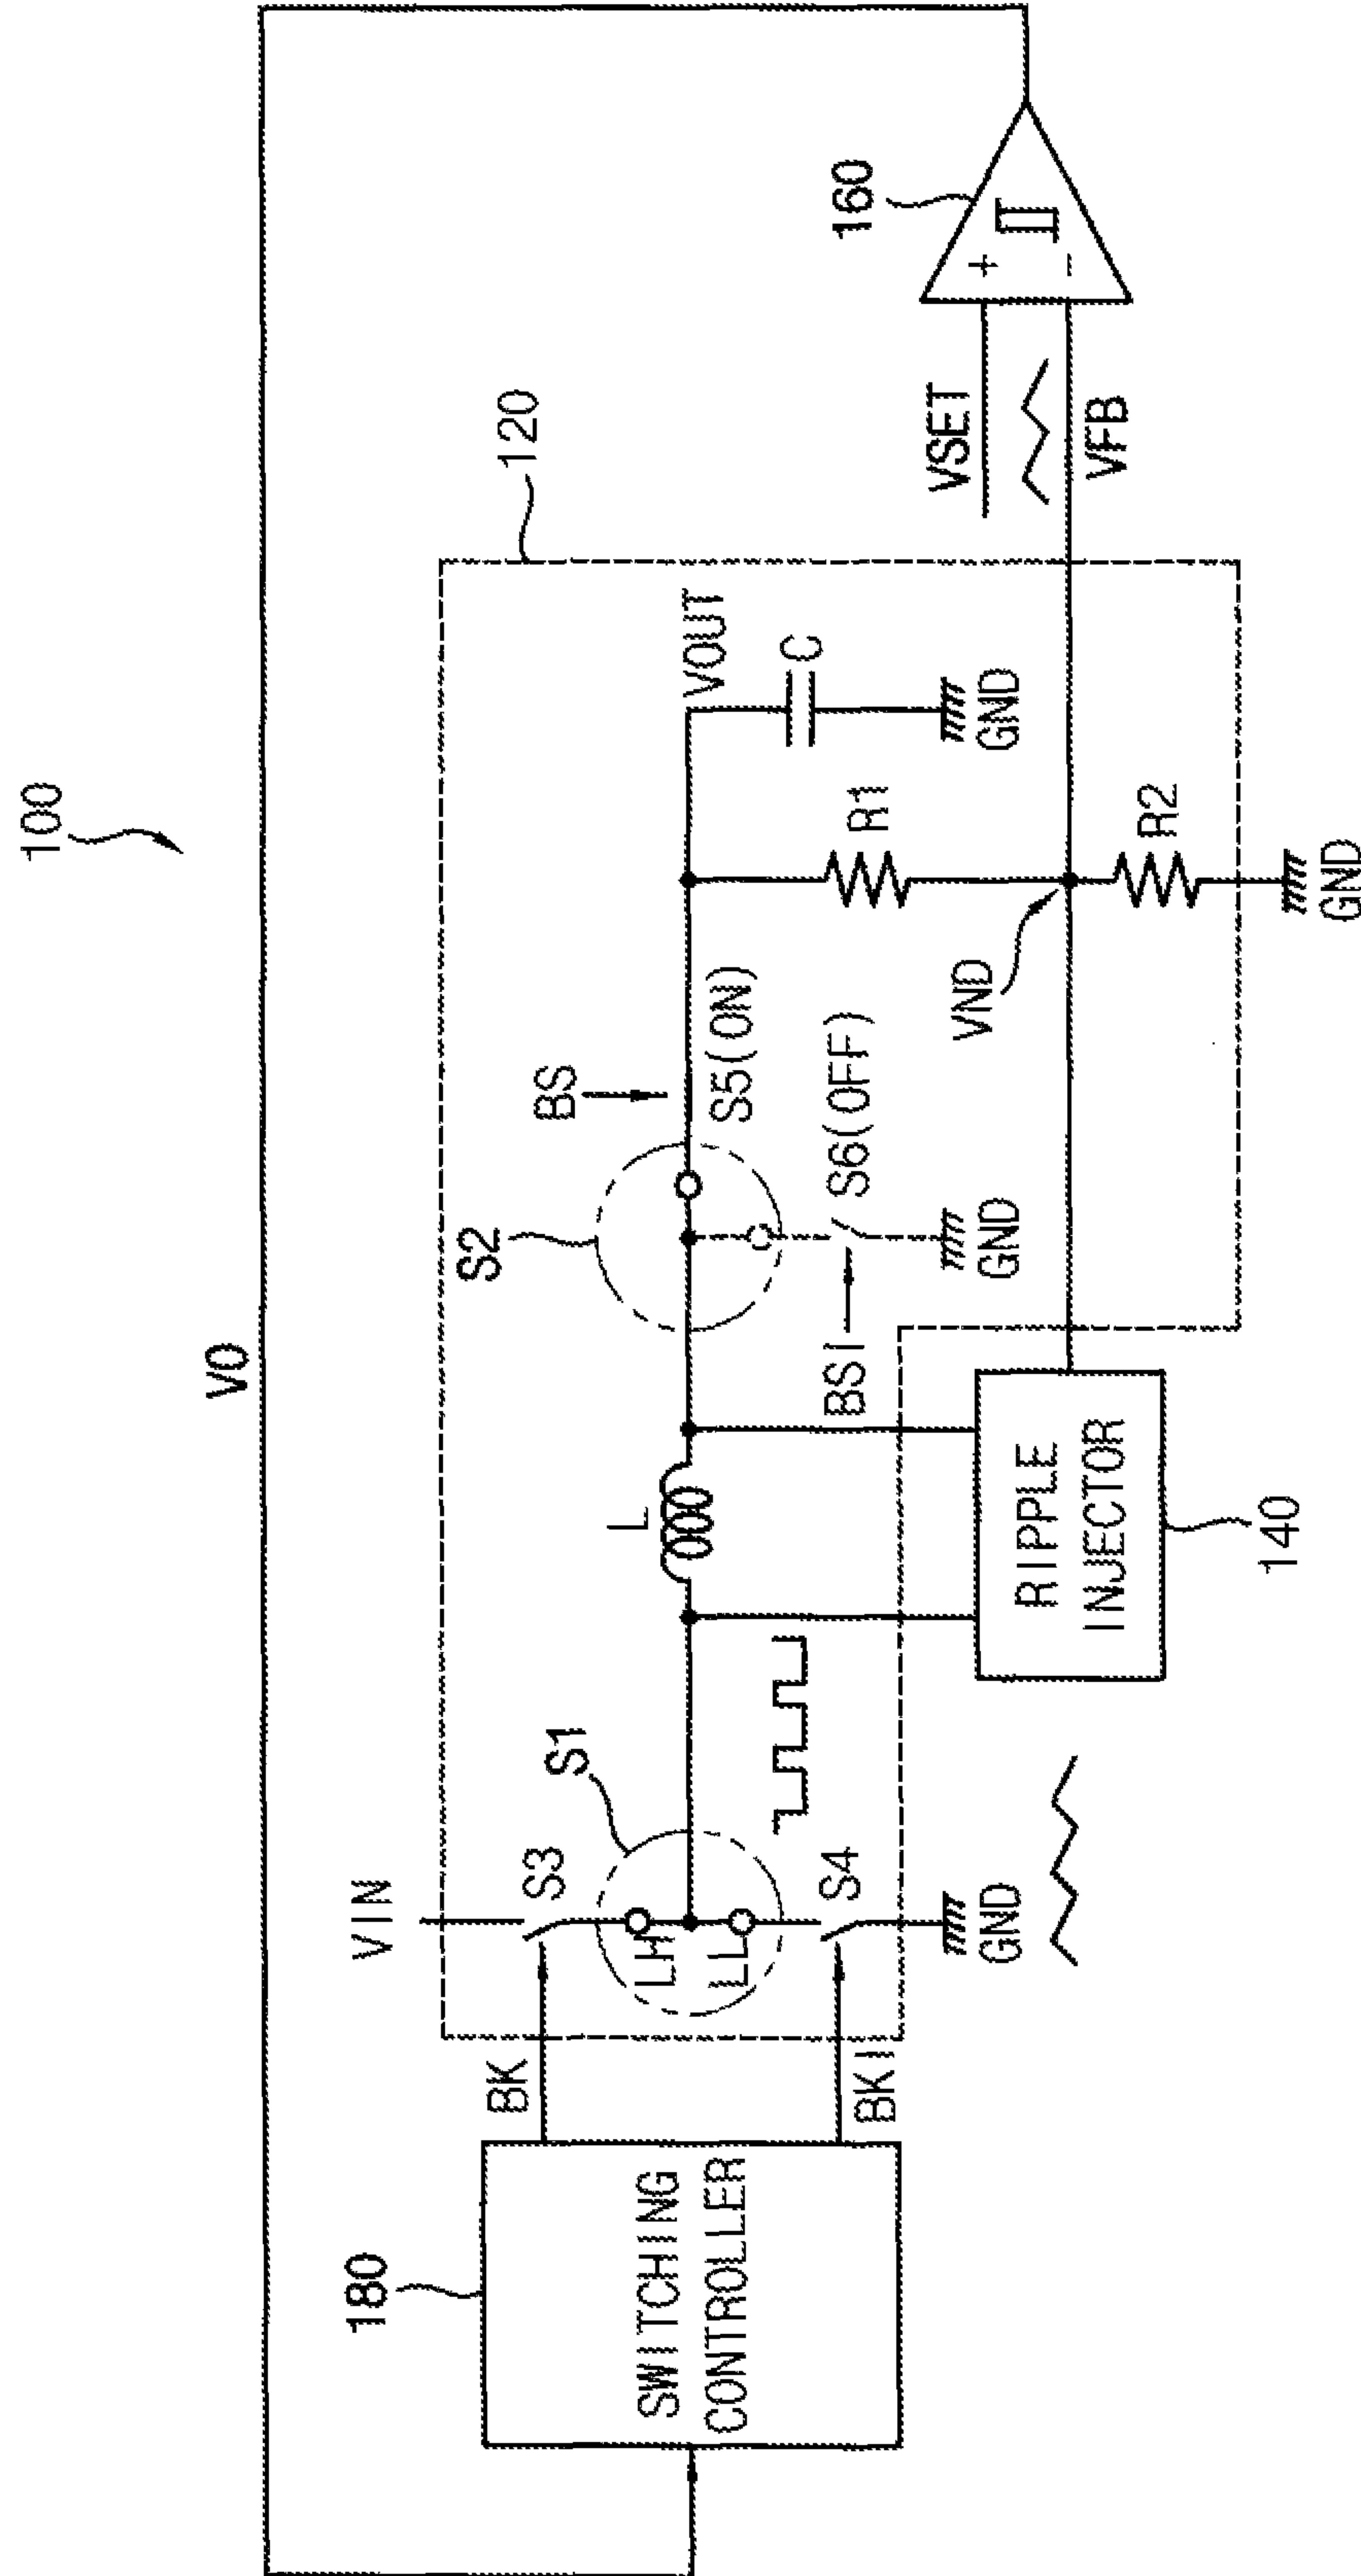 100
VO
120
160
180
SWITCHING
CONTROLLER
BK
BKI
VIN
S3
S1
LH
LL
S4
GND
L
S2
BS
S5(ON)
S6(OFF)
BSI
GND
VOUT
C
GND
R1
VND
R2
GND
RIPPLE
INJECTOR
140
VSET
VFB
+
-